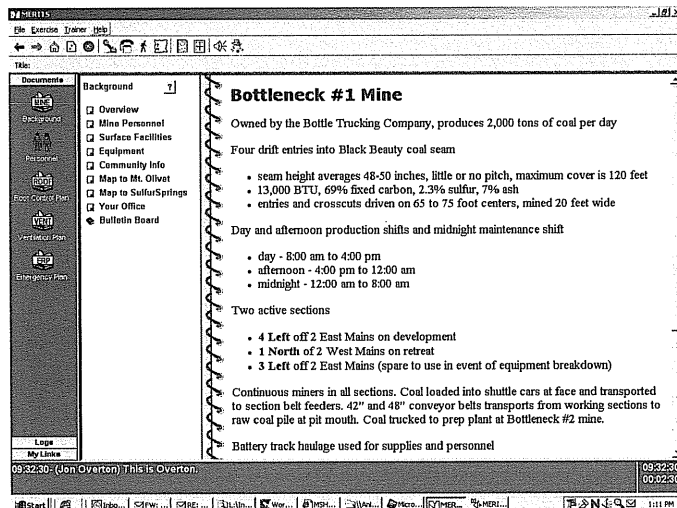 MERITS
File Exercise Trainer Help
Title:
Documents
MINE
Background
Personnel
ROOF
Roof Control Plan
VENT
Ventilation Plan
ERP
Emergency Plan
Logs
My Links
Background ?
Overview
Mine Personnel
Surface Facilities
Equipment
Community Info
Map to Mt. Olivet
Map to SulfurSprings
Your Office
Bulletin Board
Bottleneck #1 Mine
Owned by the Bottle Trucking Company, produces 2,000 tons of coal per day
Four drift entries into Black Beauty coal seam
• seam height averages 48-50 inches, little or no pitch, maximum cover is 120 feet
• 13,000 BTU, 69% fixed carbon, 2.3% sulfur, 7% ash
• entries and crosscuts driven on 65 to 75 foot centers, mined 20 feet wide
Day and afternoon production shifts and midnight maintenance shift
• day - 8:00 am to 4:00 pm
• afternoon - 4:00 pm to 12:00 am
• midnight - 12:00 am to 8:00 am
Two active sections
• 4 Left off 2 East Mains on development
• 1 North of 2 West Mains on retreat
• 3 Left off 2 East Mains (spare to use in event of equipment breakdown)
Continuous miners in all sections. Coal loaded into shuttle cars at face and transported
to section belt feeders. 42" and 48" conveyor belts transports from working sections to
raw coal pile at pit mouth. Coal trucked to prep plant at Bottleneck #2 mine.
Battery track haulage used for supplies and personnel
09:32:30- (Jon Overton) This is Overton.
09:32:30
00:02:30
Start Inbo... FW: ... RE: ... Wor... MSH... Micro... MER... MERI... 1:11 PM